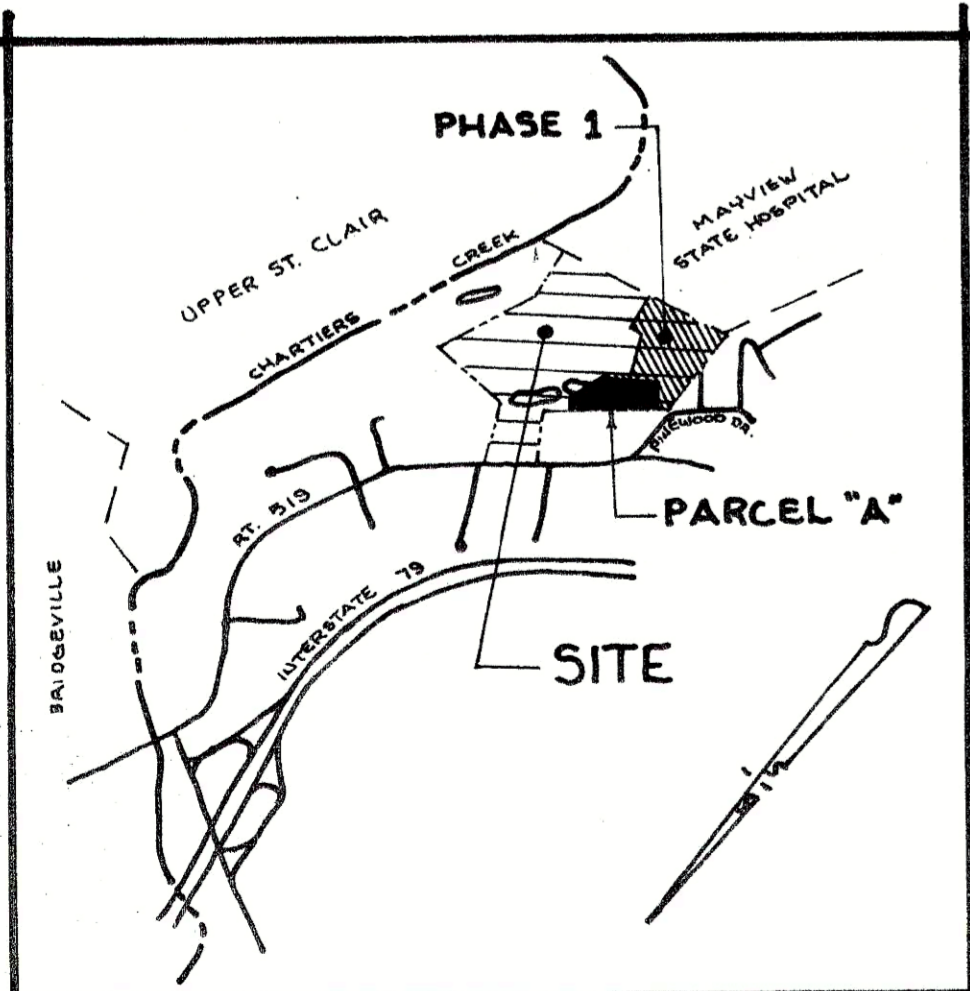 PHASE 1
MAYVIEW
STATE HOSPITAL
UPPER ST. CLAIR
CHARTIERS CREEK
PINEWOOD DR.
RT. 519
PARCEL "A"
INTERSTATE 79
SITE
BRIDGEVILLE